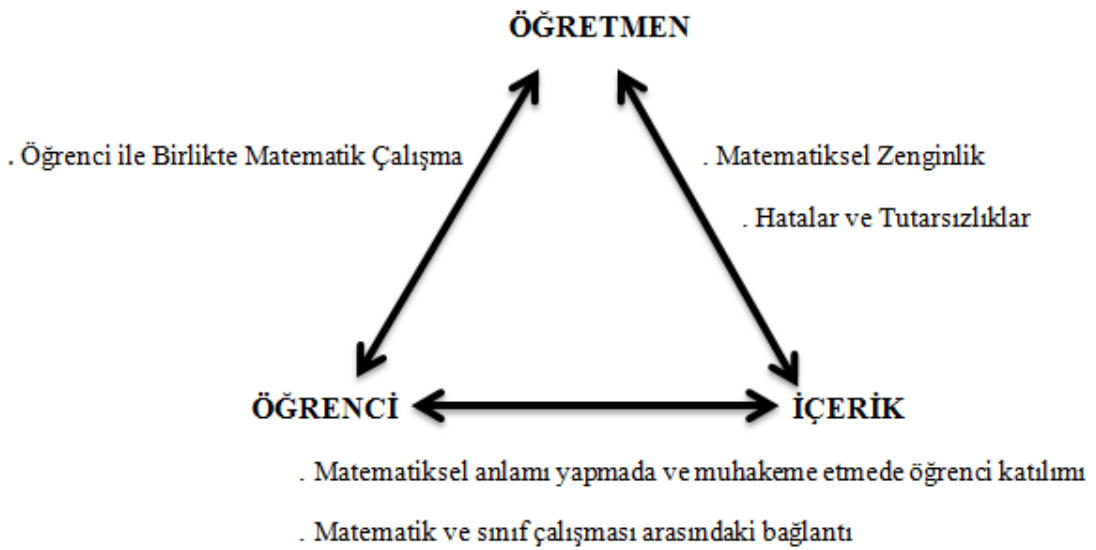 ÖĞRETMEN
. Öğrenci ile Birlikte Matematik Çalışma
. Matematiksel Zenginlik
. Hatalar ve Tutarsızlıklar
ÖĞRENCİ
İÇERİK
. Matematiksel anlamı yapmada ve muhakeme etmede öğrenci katılımı
. Matematik ve sınıf çalışması arasındaki bağlantı